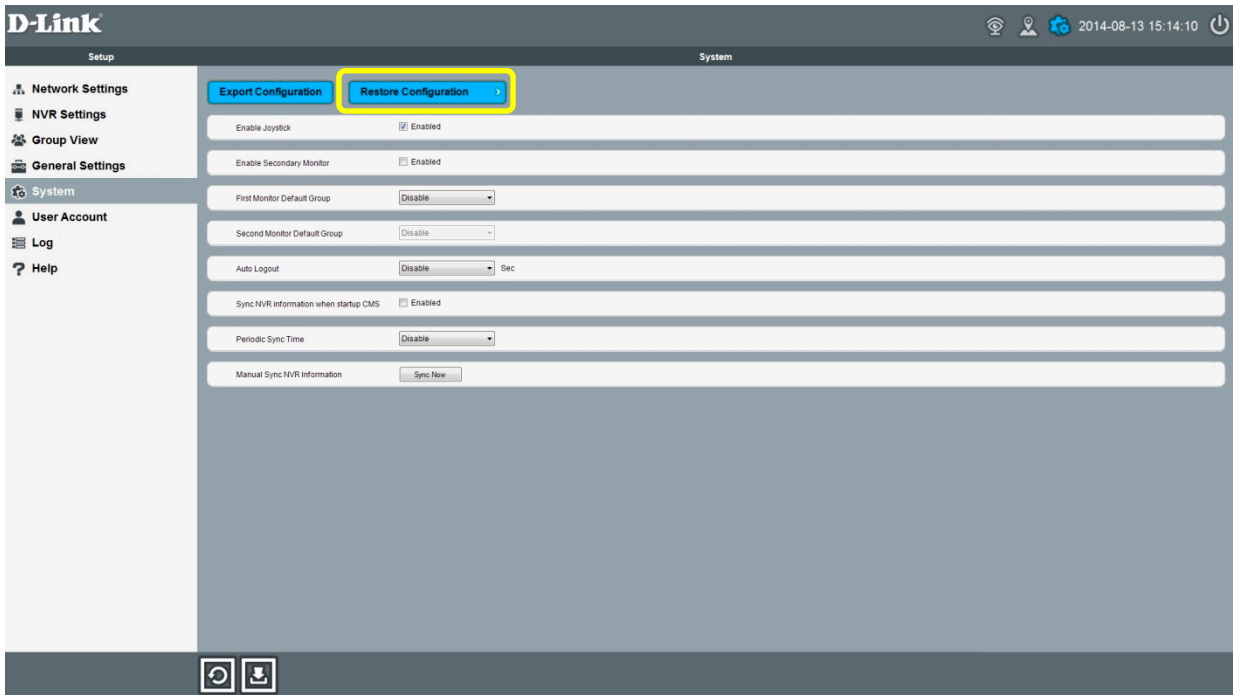 D-Link
2014-08-13 15:14:10
Setup
System
Network Settings
NVR Settings
Group View
General Settings
System
User Account
Log
Help
Export Configuration
Restore Configuration >
Enable Joystick Enabled
Enable Secondary Monitor Enabled
First Monitor Default Group Disable
Second Monitor Default Group Disable
Auto Logout Disable Sec
Sync NVR information when startup CMS Enabled
Periodic Sync Time Disable
Manual Sync NVR Information Sync Now